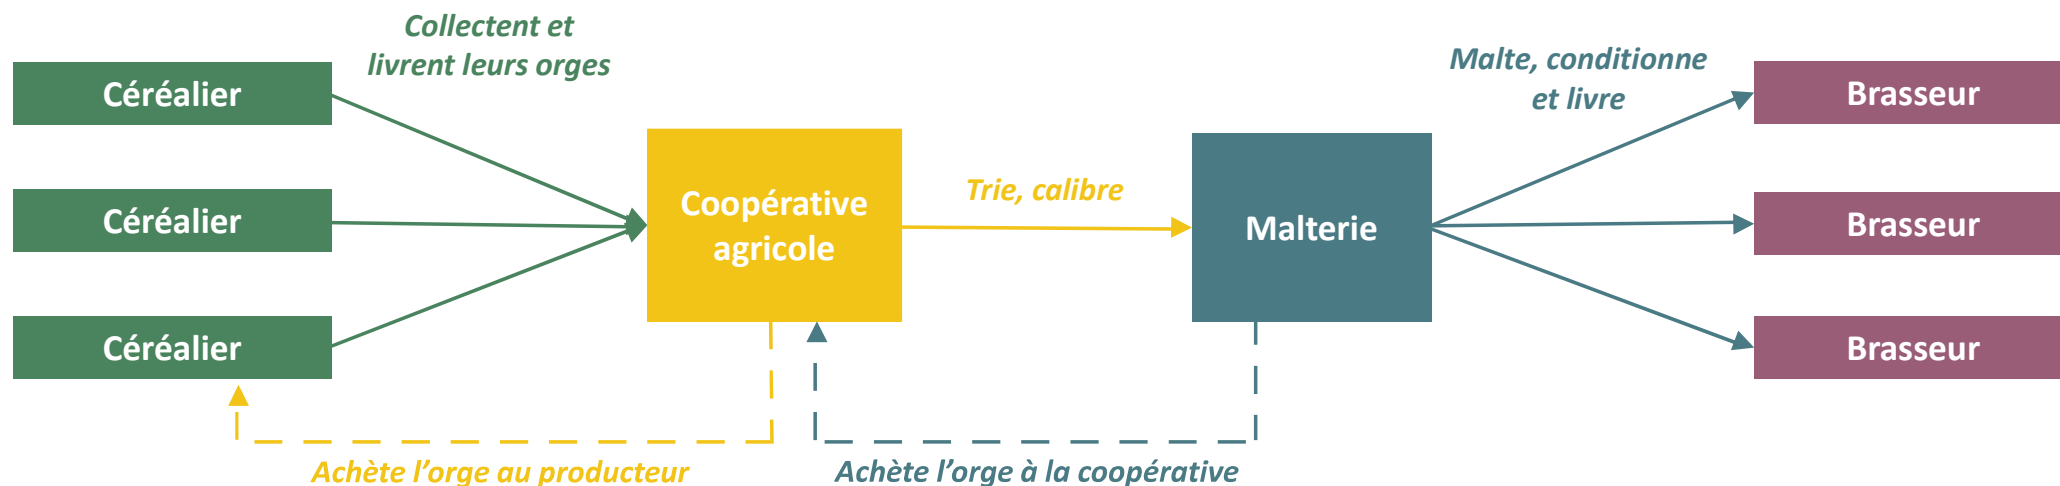 Collectent et
livrent leurs orges
Malte, conditionne
et livre
Céréalier
Brasseur
Coopérative
agricole
Trie, calibre
Malterie
Céréalier
Brasseur
Céréalier
Brasseur
Achète l’orge au producteur
Achète l’orge à la coopérative